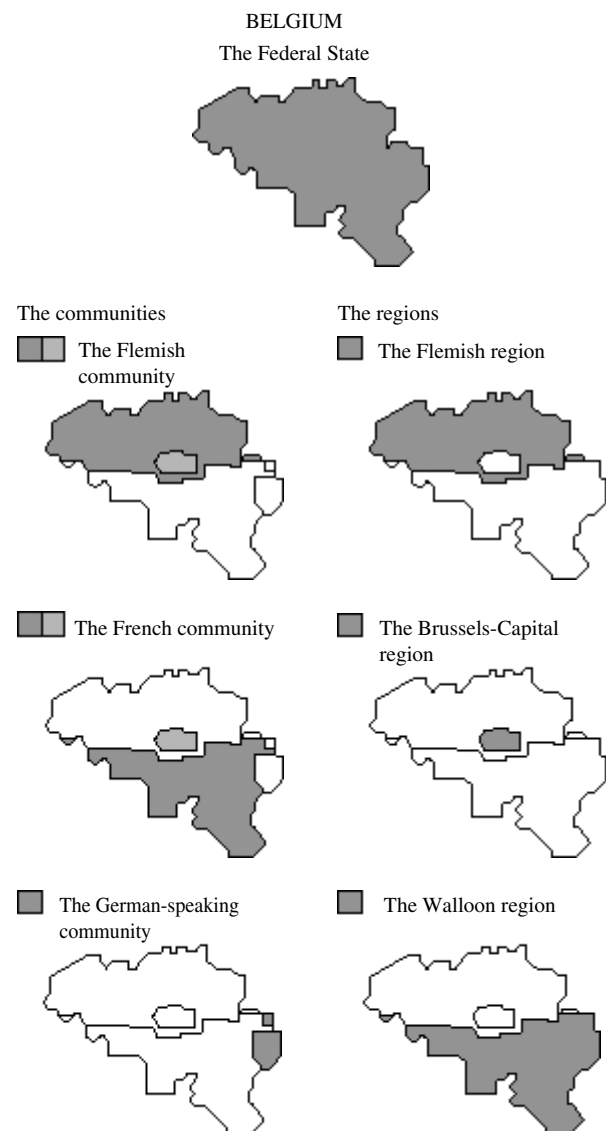 BELGIUM
The Federal State
The communities
The Flemish
community
The regions
The Flemish region
The French community
The Brussels-Capital
region
The German-speaking
community
The Walloon region